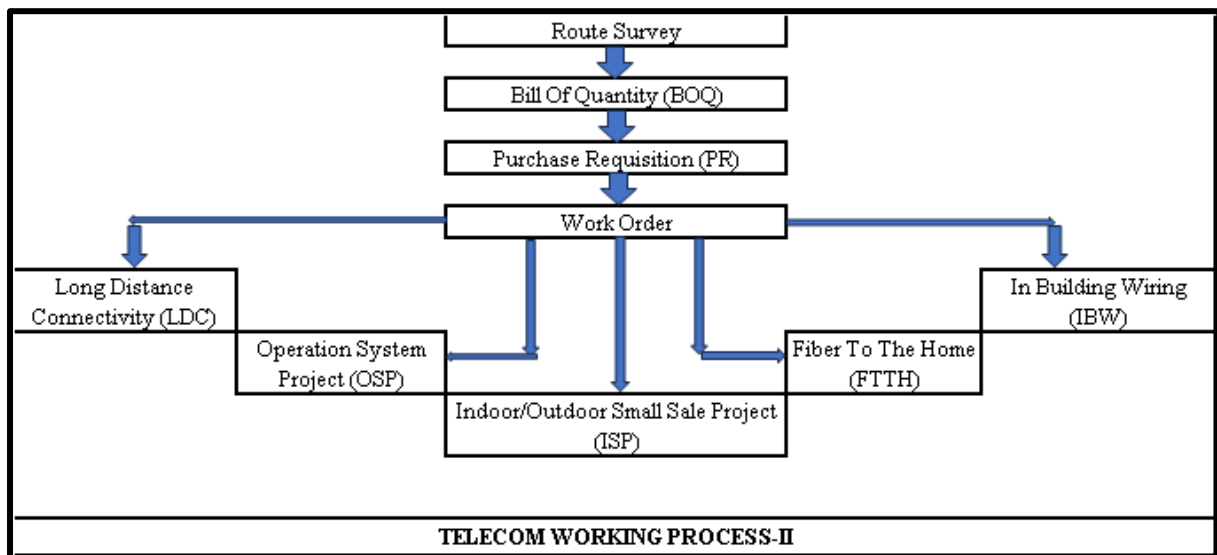 Route Survey
Bill Of Quantity (BOQ)
Purchase Requisition (PR)
Work Order
Long Distance
Connectivity (LDC)
In Building Wiring
(IBW)
Operation System
Project (OSP)
Fiber To The Home
(FTTH)
Indoor/Outdoor Small Sale Project
(ISP)
TELECOM WORKING PROCESS-II